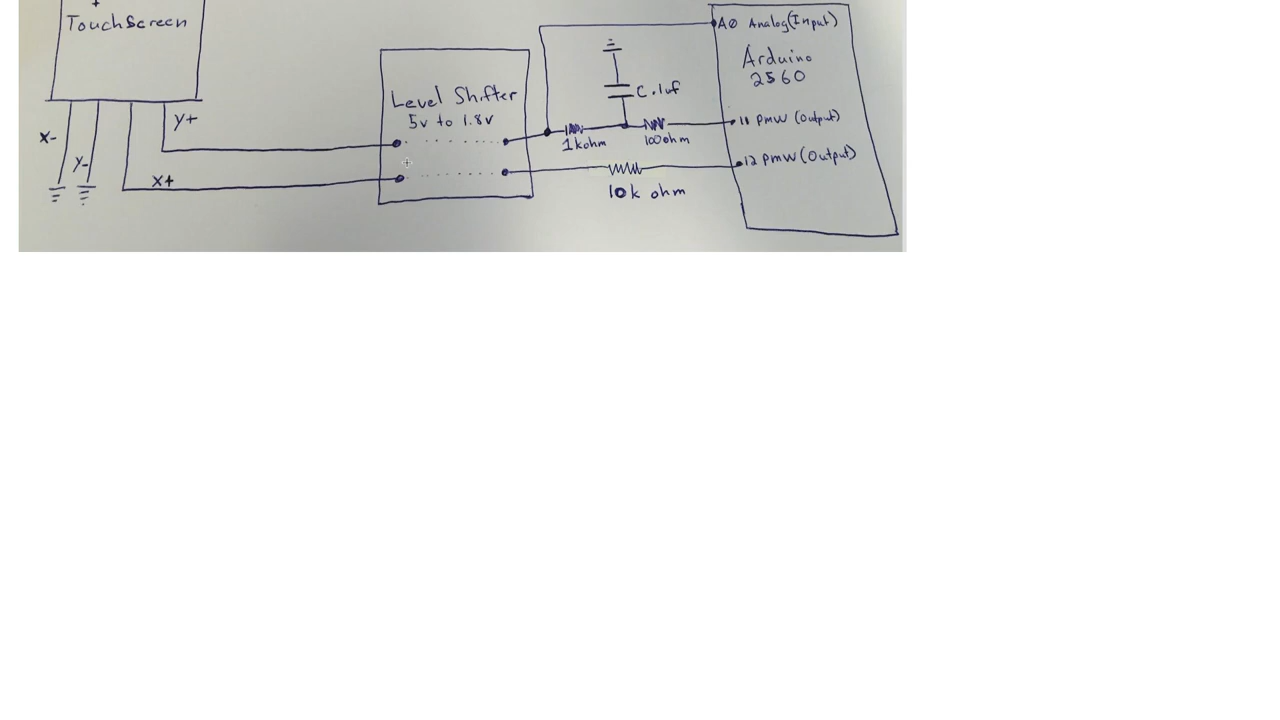 TouchScreen
X-
Y-
Y+
X+
Level Shifter
5v to 1.8v
1kohm
C.1uf
100ohm
10k ohm
A0 Analog(Input)
Arduino
2560
11 PMW (Output)
12 PMW (Output)